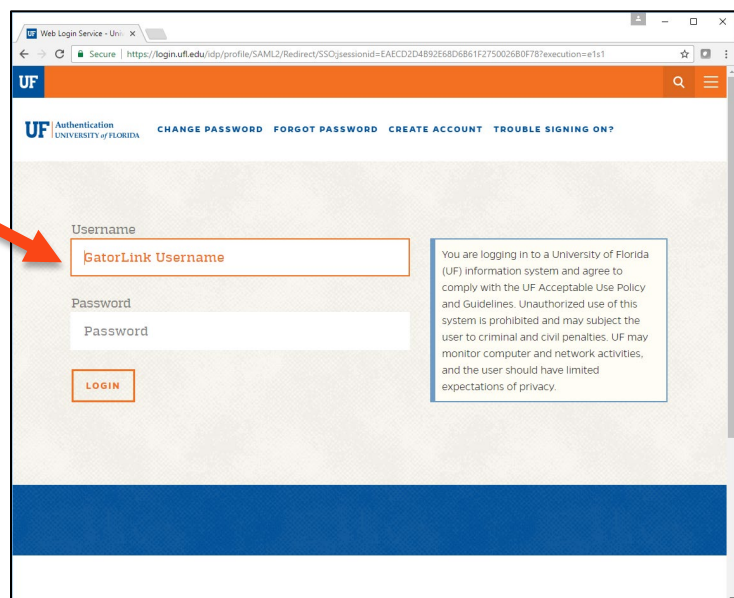 UF Web Login Service - Uni
Secure | https://login.ufl.edu/idp/profile/SAML2/Redirect/SSO;jsessionid=EAECD2D4B92E68D6B61F2750026B0F78?execution=e1s1
UF
UF Authentication
UNIVERSITY of FLORIDA
CHANGE PASSWORD FORGOT PASSWORD CREATE ACCOUNT TROUBLE SIGNING ON?
Username
GatorLink Username
Password
Password
LOGIN
You are logging in to a University of Florida
(UF) information system and agree to
comply with the UF Acceptable Use Policy
and Guidelines. Unauthorized use of this
system is prohibited and may subject the
user to criminal and civil penalties. UF may
monitor computer and network activities,
and the user should have limited
expectations of privacy.